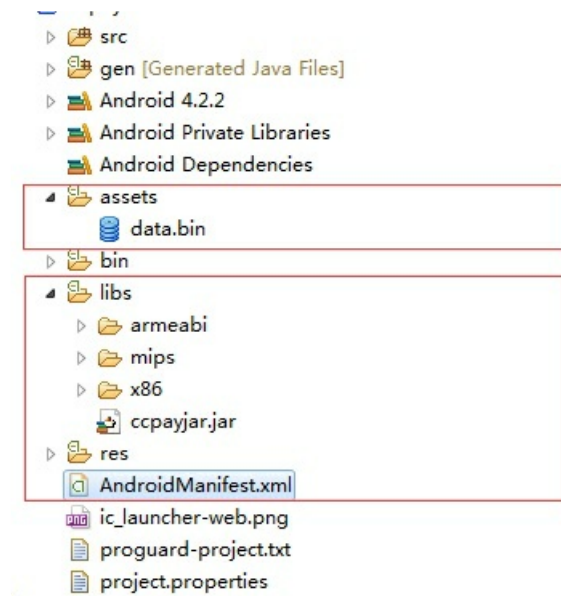 src
gen [Generated Java Files]
Android 4.2.2
Android Private Libraries
Android Dependencies
assets
data.bin
bin
libs
armeabi
mips
x86
ccpayjar.jar
res
AndroidManifest.xml
ic_launcher-web.png
proguard-project.txt
project.properties